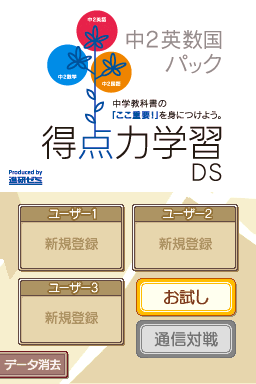 中2英語
中2数学
中2国語
中2英数国
パック
中学教科書の
「ここ重要!」を身につけよう。
得点力学習
DS
Produced by
進研ゼミ
ユーザー1
新規登録
ユーザー2
新規登録
ユーザー3
新規登録
お試し
通信対戦
データ消去